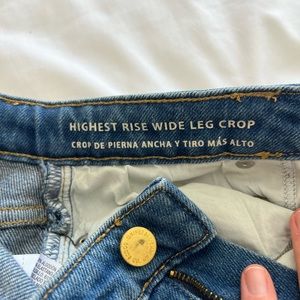 HIGHEST RISE WIDE LEG CROP
CROP DE PIERNA ANCHA Y TIRO MÁS ALTO